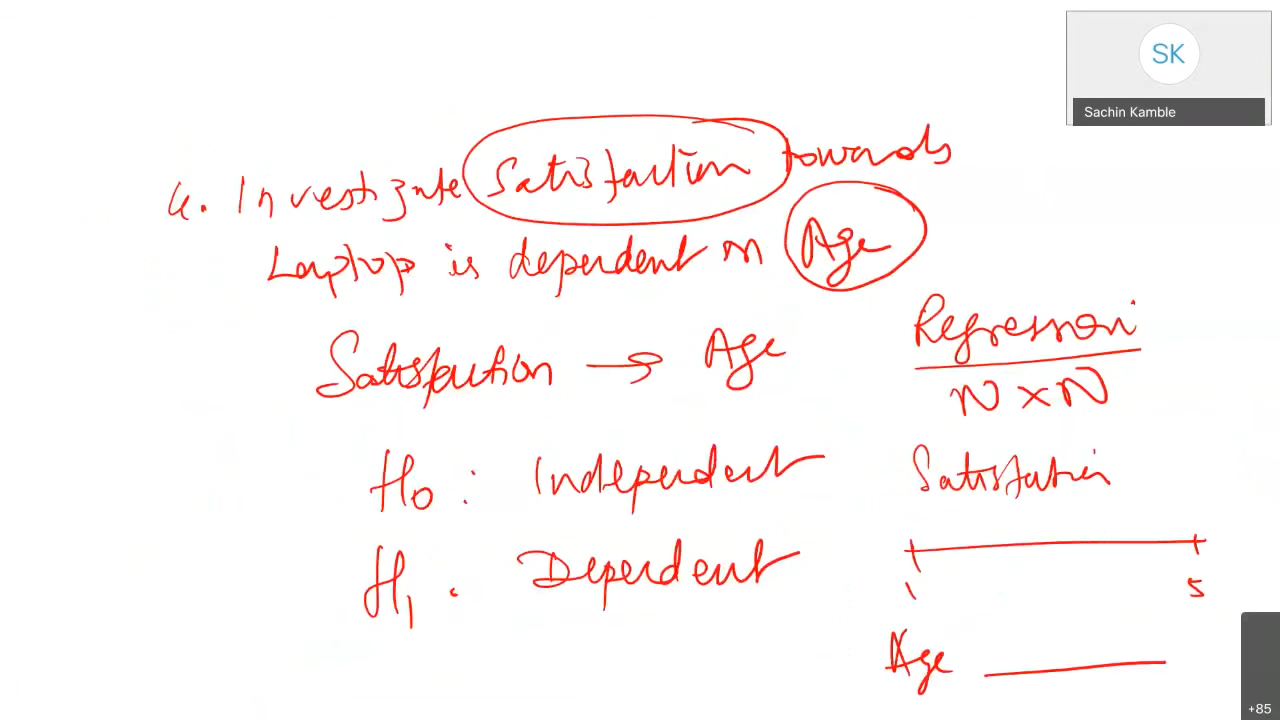 SK
Sachin Kamble
4. Investigate Satisfaction towards
Laptop is dependent on Age
Satisfaction → Age
Regression
N × N
H0 : Independent
Satisfaction
H1 : Dependent
1 5
Age
+85